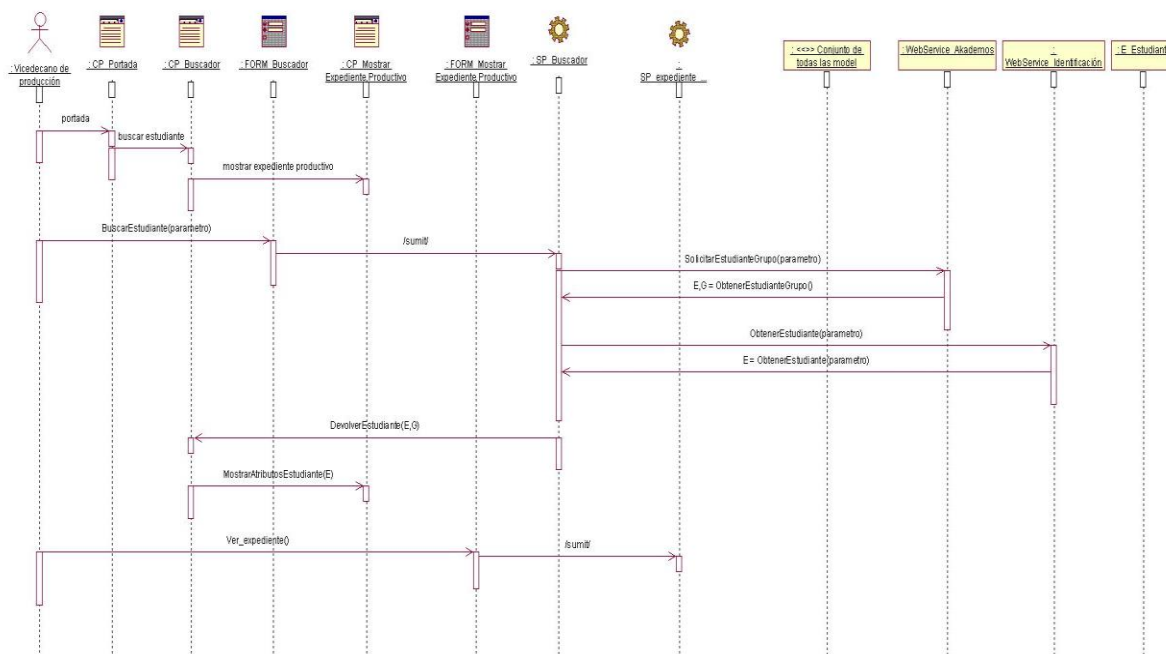 : Vicedecano de
producción
: CP_Portada
: CP_Buscador
: FORM_Buscador
: CP_Mostrar
Expediente Productivo
: FORM_Mostrar
Expediente Productivo
: SP_Buscador
:
SP_expediente ...
: <<>> Conjunto de
todas las model
: WebService_Akademos
:
WebService_Identificación
: E_Estudiant
portada
buscar estudiante
mostrar expediente productivo
BuscarEstudiante(parametro)
/sumit/
SolicitarEstudianteGrupo(parametro)
E,G = ObtenerEstudianteGrupo()
ObtenerEstudiante(parametro)
E = ObtenerEstudiante(parametro)
DevolverEstudiante(E,G)
MostrarAtributosEstudiante(E)
Ver_expediente()
/sumit/